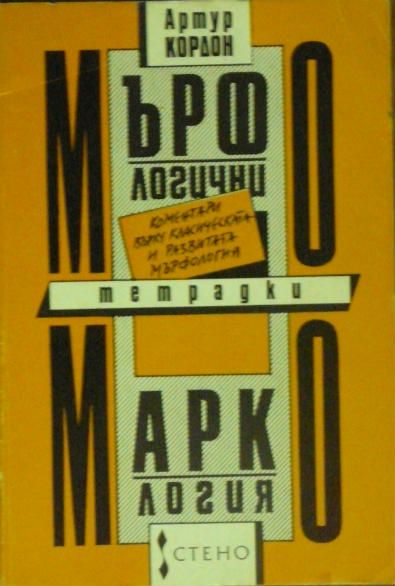 Артур
КОРДОН
МЪРФО
ЛОГИЧНИ
КОМЕНТАРИ
ВЪРХУ КЛАСИЧЕСКАТА
И РАЗВИТАТА
МЪРФОЛОГИЯ
тетрадки
МАРКО
ЛОГИЯ
СТЕНО